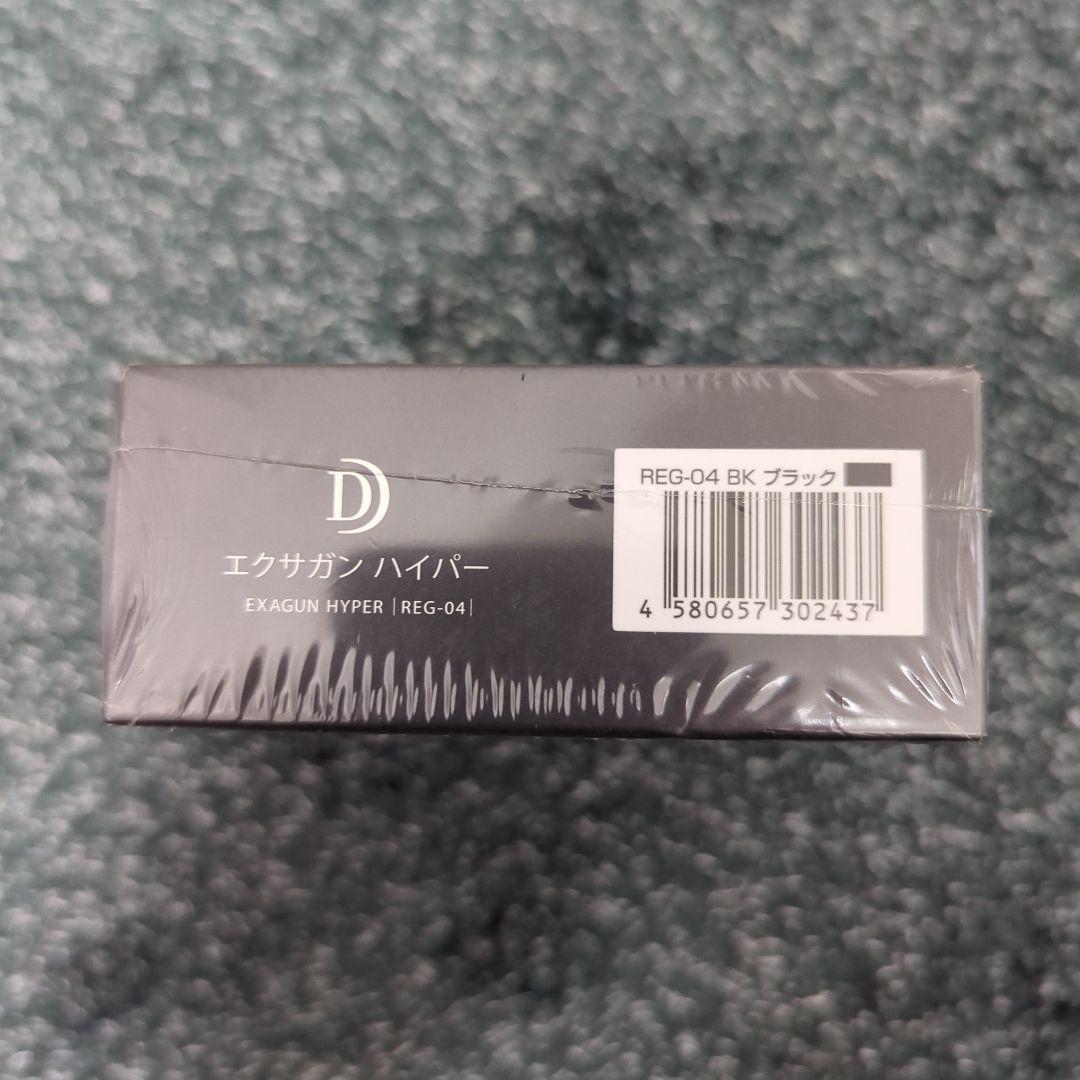 D
エクサガン ハイパー
EXAGUN HYPER |REG-04|
REG-04 BK ブラック
4 580657 302437